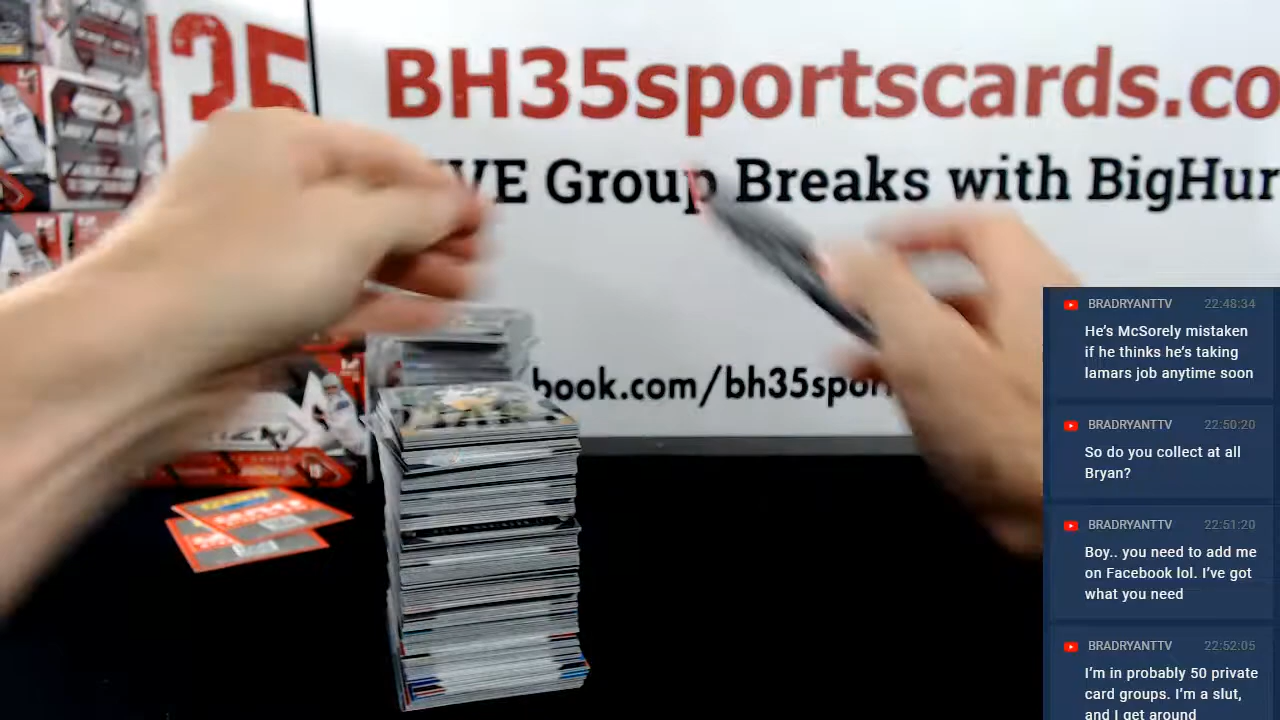 35
BH35sportscards.co
VE Group Breaks with BigHur
book.com/bh35spor
BRADRYANTTV 22:48:34
He's McSorely mistaken
if he thinks he's taking
lamars job anytime soon
BRADRYANTTV 22:50:20
So do you collect at all
Bryan?
BRADRYANTTV 22:51:20
Boy.. you need to add me
on Facebook lol. I've got
what you need
BRADRYANTTV 22:52:05
I'm in probably 50 private
card groups. I'm a slut,
and I get around